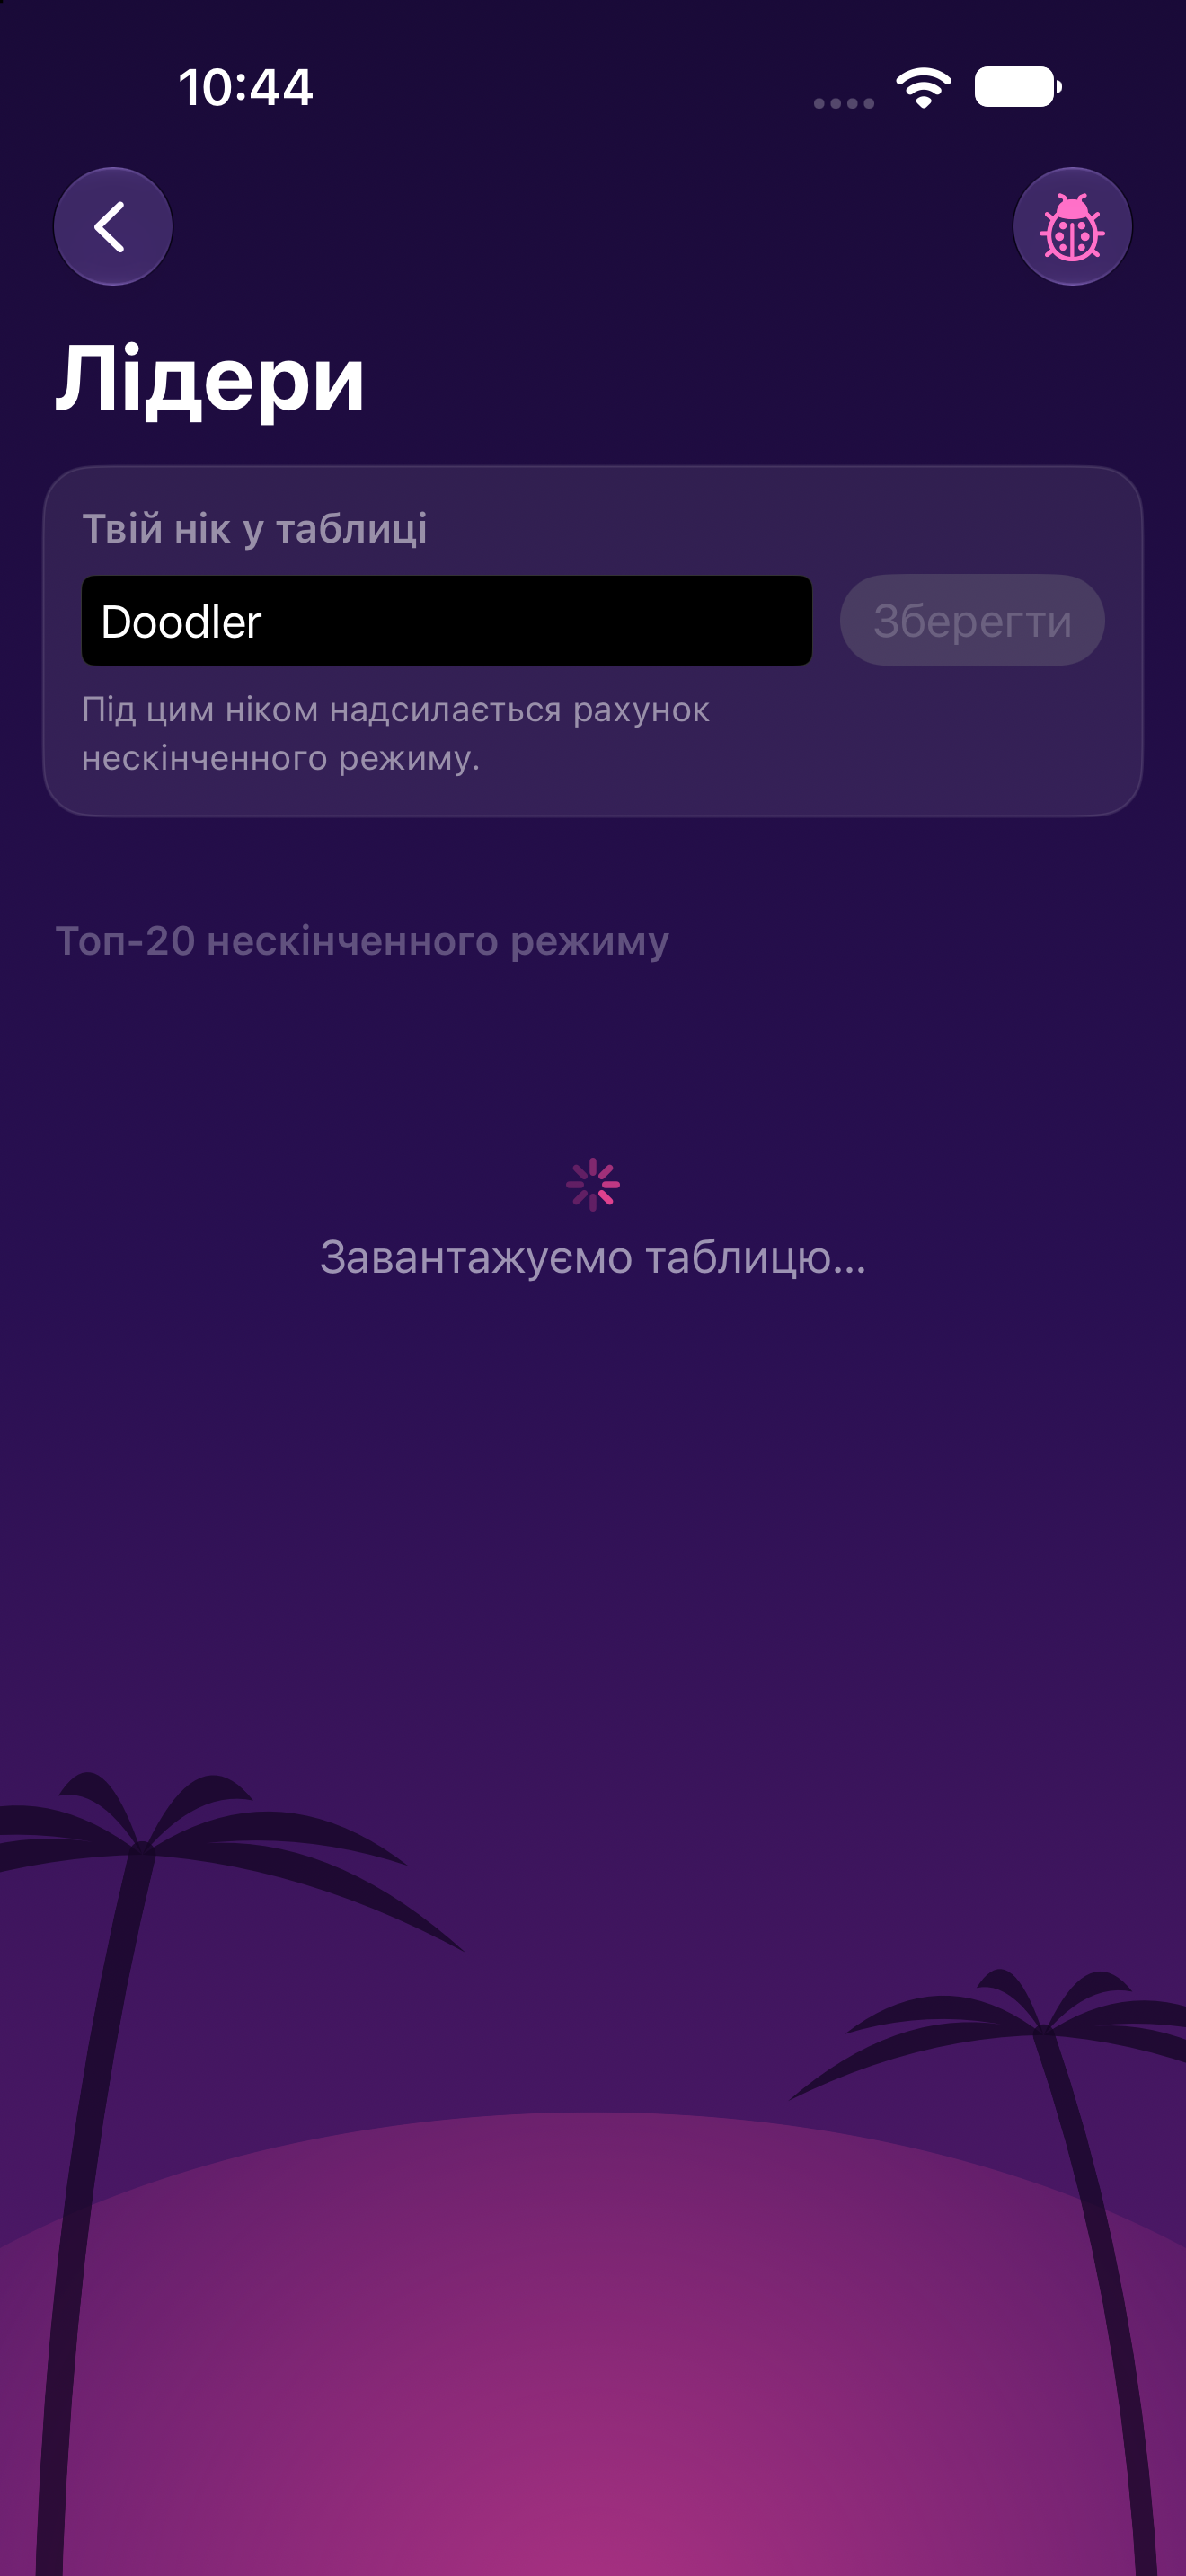 10:44
Лідери
Твій нік у таблиці
Doodler
Зберегти
Під цим ніком надсилається рахунок
нескінченного режиму.
Топ-20 нескінченного режиму
Завантажуємо таблицю...